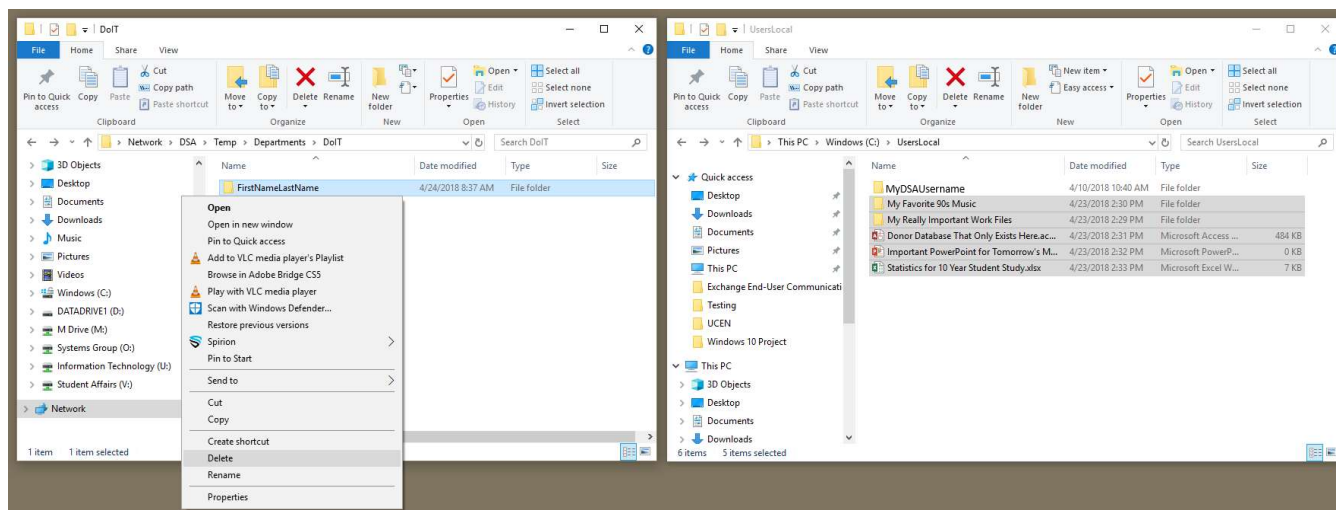 DoIT
File Home Share View
Pin to Quick access
Copy
Paste
Cut
Copy path
Paste shortcut
Move to
Copy to
Delete
Rename
New folder
Properties
Open
Edit
History
Select all
Select none
Invert selection
Clipboard Organize New Open Select
Network > DSA > Temp > Departments > DoIT
Search DoIT
3D Objects
Desktop
Documents
Downloads
Music
Pictures
Videos
Windows (C:)
DATADRIVE1 (D:)
M Drive (M:)
Systems Group (O:)
Information Technology (U:)
Student Affairs (V:)
Network
Name Date modified Type Size
FirstNameLastName 4/24/2018 8:37 AM File folder
Open
Open in new window
Pin to Quick access
Add to VLC media player's Playlist
Browse in Adobe Bridge CS5
Play with VLC media player
Scan with Windows Defender...
Restore previous versions
Spirion
Pin to Start
Send to
Cut
Copy
Create shortcut
Delete
Rename
Properties
1 item 1 item selected
UsersLocal
File Home Share View
Pin to Quick access
Copy
Paste
Cut
Copy path
Paste shortcut
Move to
Copy to
Delete
Rename
New folder
New item
Easy access
Properties
Open
Edit
History
Select all
Select none
Invert selection
Clipboard Organize New Open Select
This PC > Windows (C:) > UsersLocal
Search UsersLocal
Quick access
Desktop
Downloads
Documents
Pictures
This PC
Exchange End-User Communicati
Testing
UCEN
Windows 10 Project
This PC
3D Objects
Desktop
Documents
Downloads
Name Date modified Type Size
MyDSAUsername 4/10/2018 10:40 AM File folder
My Favorite 90s Music 4/23/2018 2:30 PM File folder
My Really Important Work Files 4/23/2018 2:29 PM File folder
Donor Database That Only Exists Here.ac... 4/23/2018 2:31 PM Microsoft Access ... 484 KB
Important PowerPoint for Tomorrow's M... 4/23/2018 2:32 PM Microsoft PowerP... 0 KB
Statistics for 10 Year Student Study.xlsx 4/23/2018 2:33 PM Microsoft Excel W... 7 KB
6 items 5 items selected